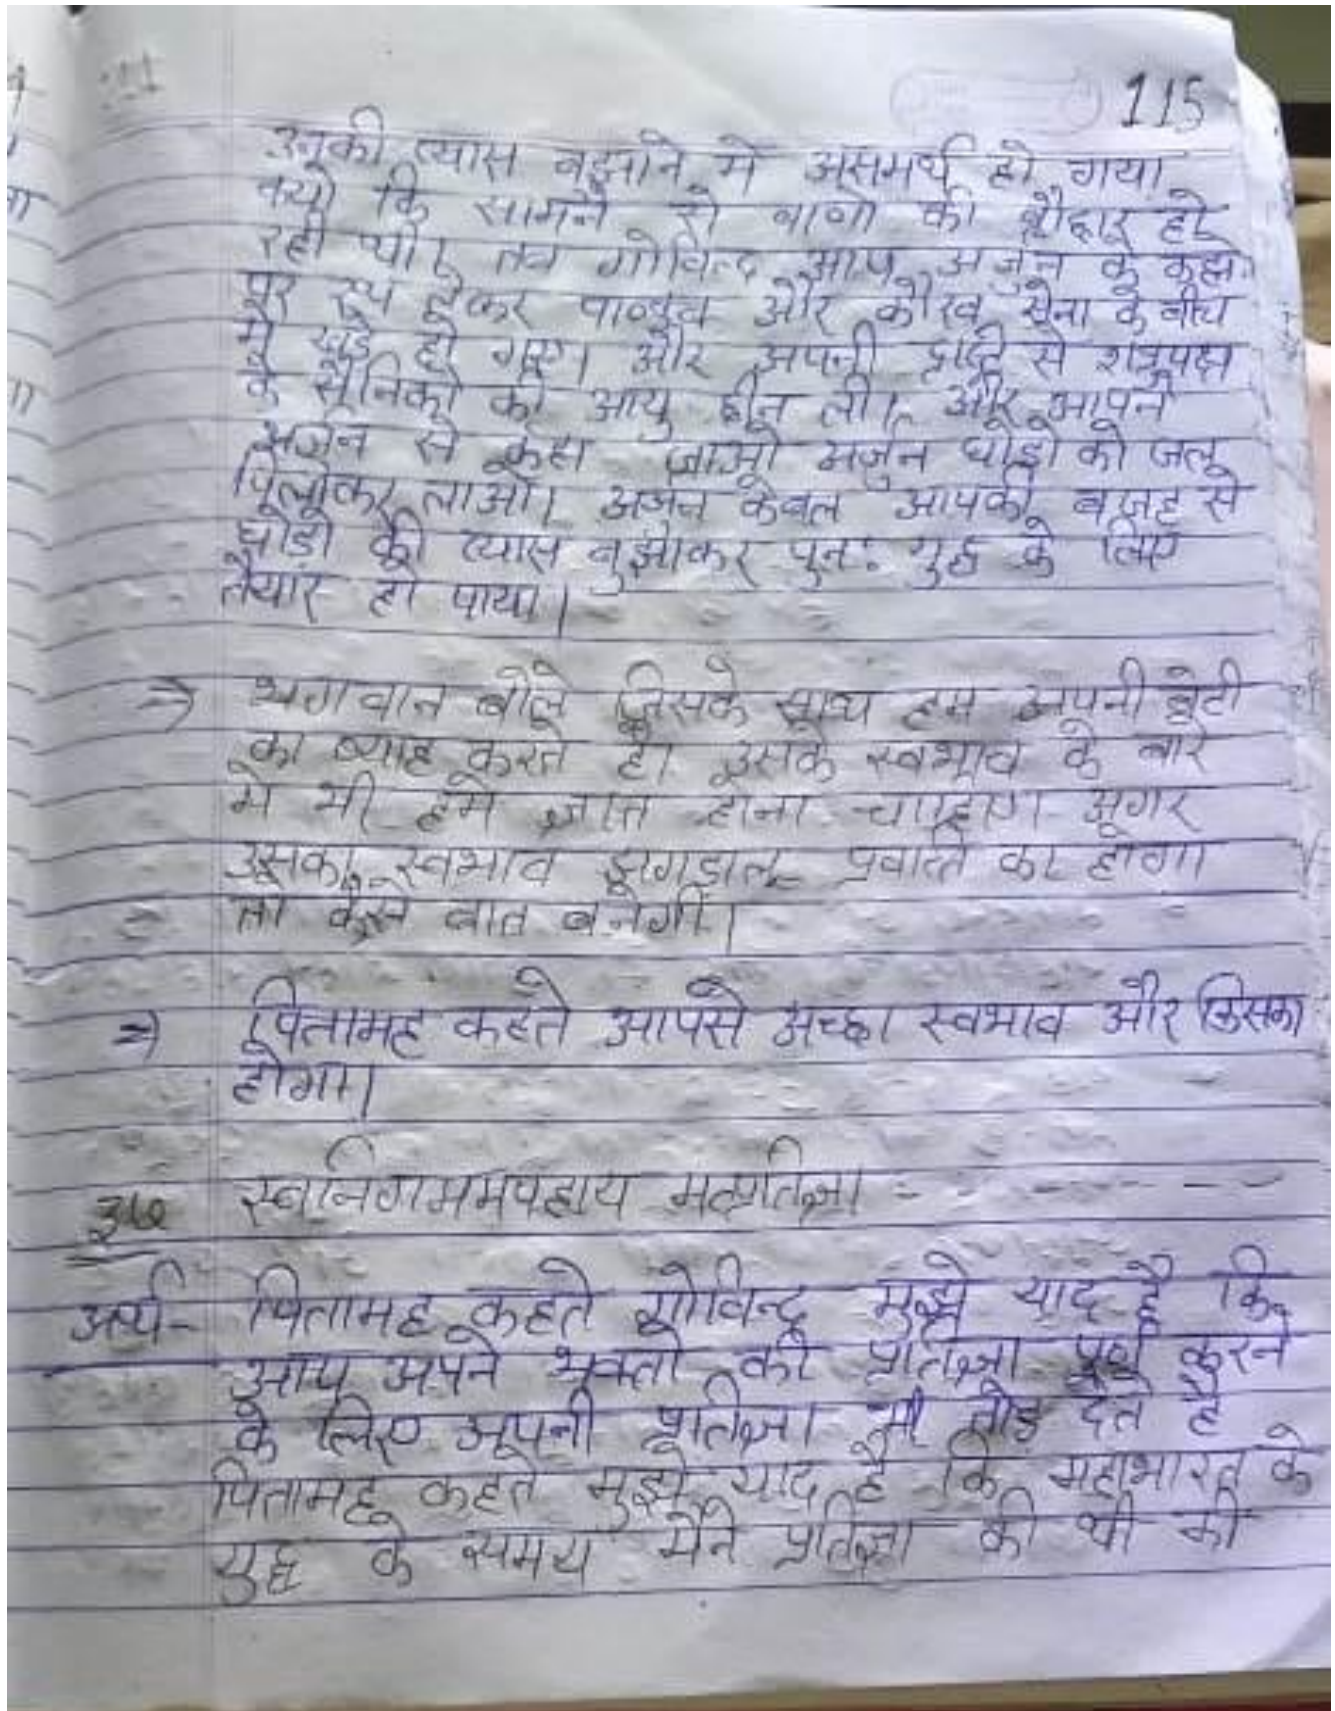 115
उनकी प्यास बझाने मे असमर्थ हो गया
क्यो कि सामने से बाणो की बौछार हो
रही थी। तब गोविन्द आप अर्जुन के कहने
पर रथ लेकर पाण्डव और कौरव सेना के बीच
मे खडे हो गए। और अपनी दृष्टि से शत्रुपक्ष
के सैनिको की आयु छीन ली। और आपने
अर्जुन से कहा जाओ अर्जुन घोडो को जल
पिलाकर लाओ। अर्जुन केवल आपकी वजह से
घोडो की प्यास बुझाकर पुनः युद्ध के लिए
तैयार हो पाया।
⇒ भगवान बोले जिसके साथ हम अपनी बेटी
का ब्याह करते है। उसके स्वभाव के बारे
मे भी हमे ज्ञात होना चाहिए। अगर
उसका स्वभाव झगडालू प्रवत्ति का होगा
तो कैसे बात बनेगी।
⇒ पितामह कहते आपसे अच्छा स्वभाव और किसका
होगा।
स्वनिगममपहाय मत्प्रतिज्ञा - - - - -
अर्थ- पितामह कहते गोविन्द मुझे याद है कि
आप अपने भक्तो की प्रतिज्ञा पूर्ण करने
के लिए अपनी प्रतिज्ञा भी तोड देते है
पितामह कहते मुझे याद है कि महाभारत के
युद्ध के समय मैने प्रतिज्ञा की थी की